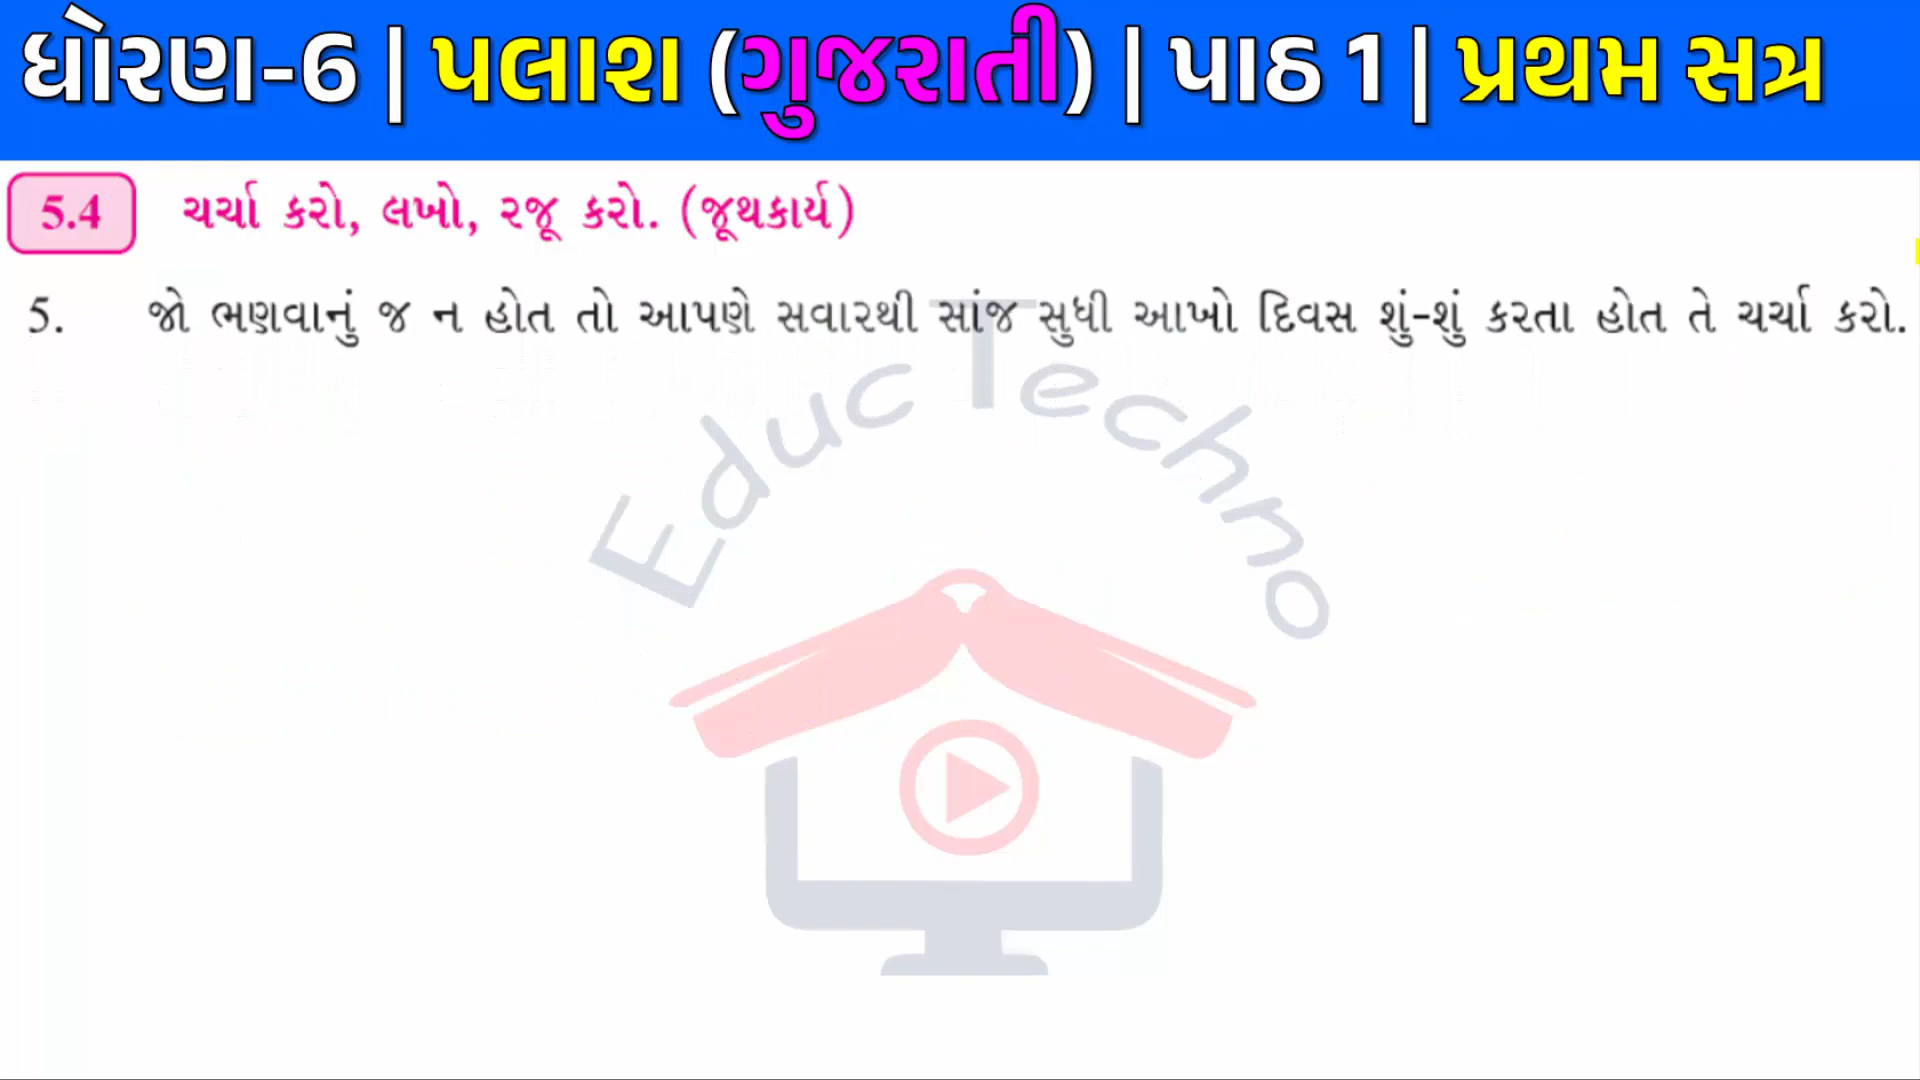 ધોરણ-6 | પલાશ (ગુજરાતી) | પાઠ 1 | પ્રથમ સત્ર
5.4 ચર્ચા કરો, લખો, રજૂ કરો. (જૂથકાર્ય)
5. જો ભણવાનું જ ન હોત તો આપણે સવારથી સાંજ સુધી આખો દિવસ શું-શું કરતા હોત તે ચર્ચા કરો.
EducTechno